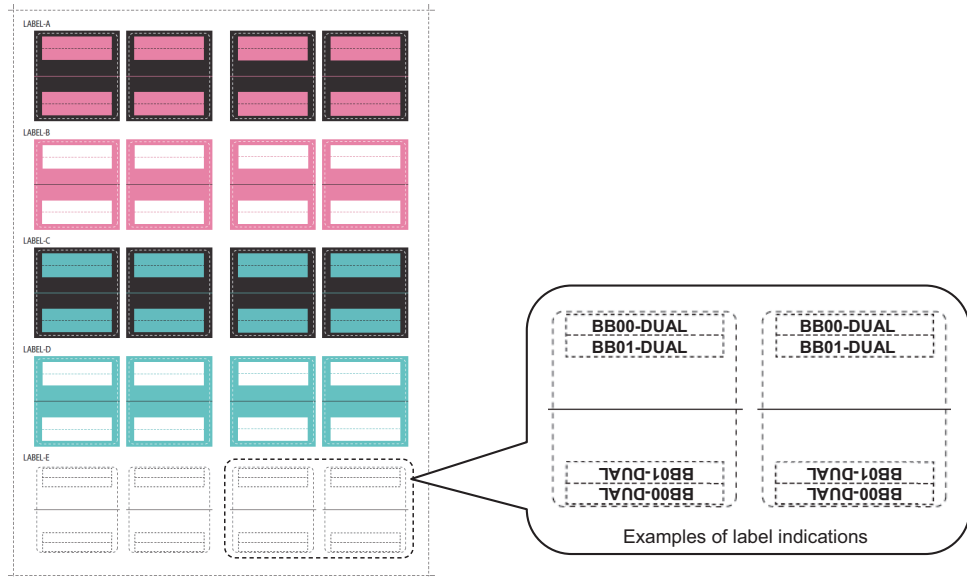 LABEL-A
LABEL-B
LABEL-C
LABEL-D
LABEL-E
BB00-DUAL
BB01-DUAL
BB01-DUAL
BB00-DUAL
BB00-DUAL
BB01-DUAL
BB01-DUAL
BB00-DUAL
Examples of label indications